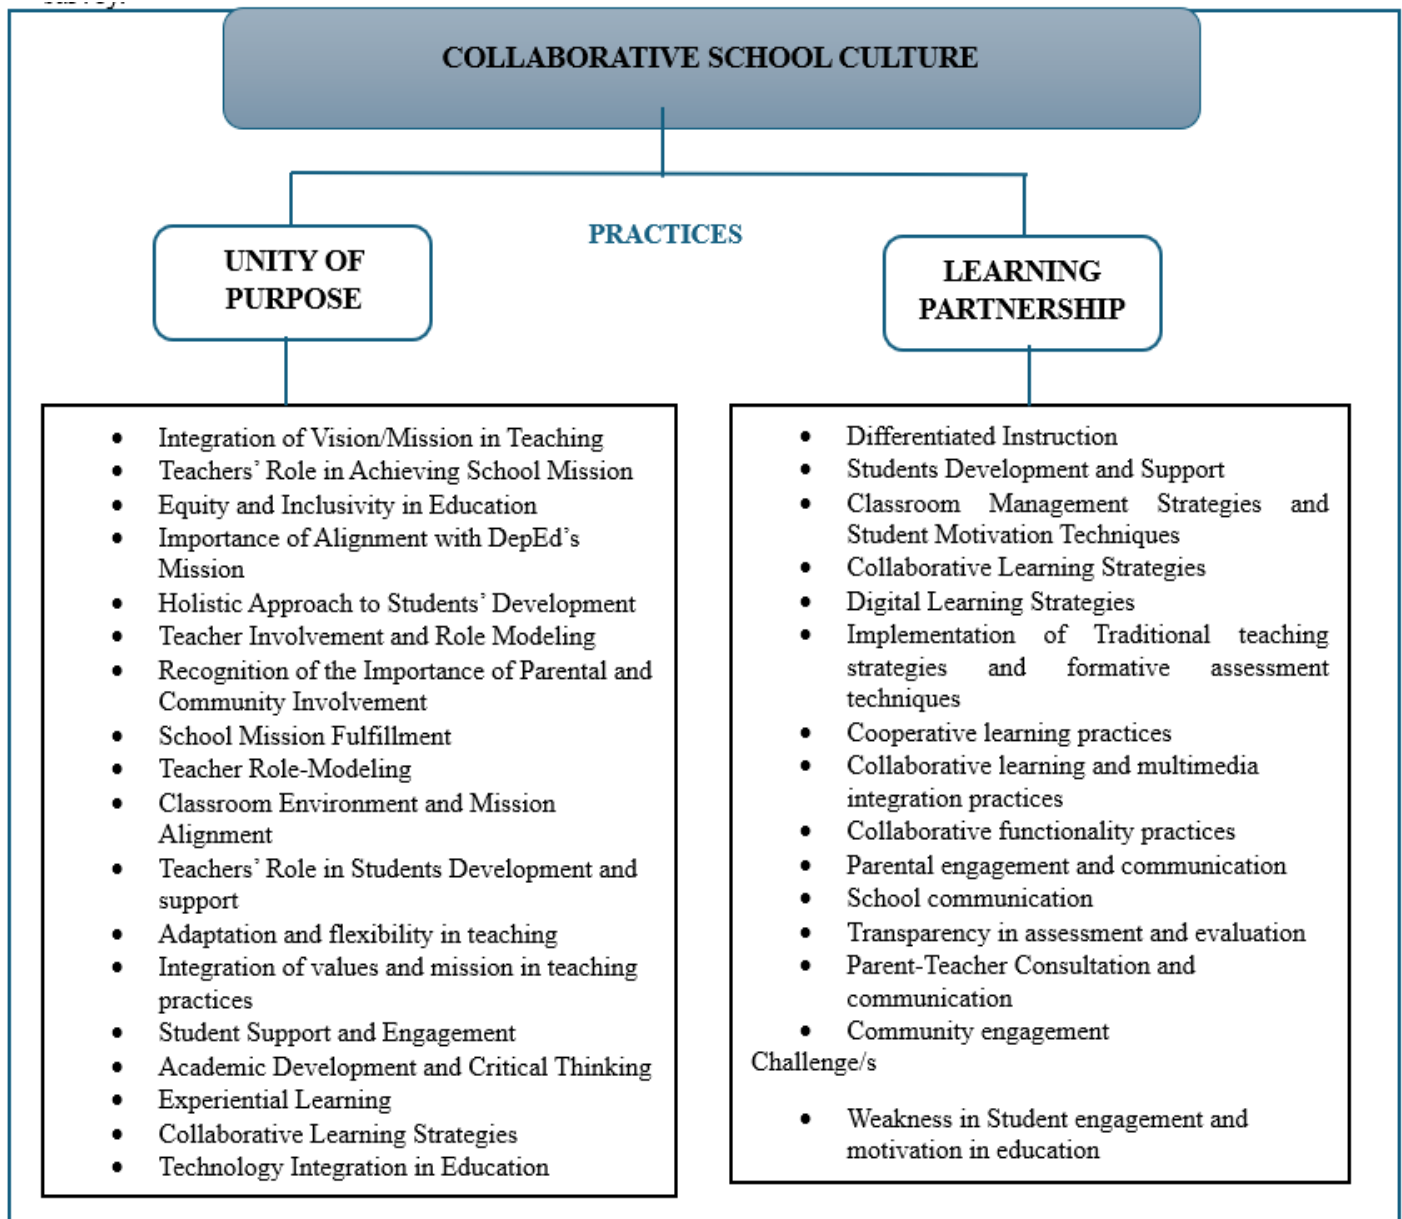 COLLABORATIVE SCHOOL CULTURE
PRACTICES
UNITY OF
PURPOSE
LEARNING
PARTNERSHIP
• Integration of Vision/Mission in Teaching
• Teachers’ Role in Achieving School Mission
• Equity and Inclusivity in Education
• Importance of Alignment with DepEd’s
Mission
• Holistic Approach to Students’ Development
• Teacher Involvement and Role Modeling
• Recognition of the Importance of Parental and
Community Involvement
• School Mission Fulfillment
• Teacher Role-Modeling
• Classroom Environment and Mission
Alignment
• Teachers’ Role in Students Development and
support
• Adaptation and flexibility in teaching
• Integration of values and mission in teaching
practices
• Student Support and Engagement
• Academic Development and Critical Thinking
• Experiential Learning
• Collaborative Learning Strategies
• Technology Integration in Education
• Differentiated Instruction
• Students Development and Support
• Classroom Management Strategies and
Student Motivation Techniques
• Collaborative Learning Strategies
• Digital Learning Strategies
• Implementation of Traditional teaching
strategies and formative assessment
techniques
• Cooperative learning practices
• Collaborative learning and multimedia
integration practices
• Collaborative functionality practices
• Parental engagement and communication
• School communication
• Transparency in assessment and evaluation
• Parent-Teacher Consultation and
communication
• Community engagement
Challenge/s
• Weakness in Student engagement and
motivation in education